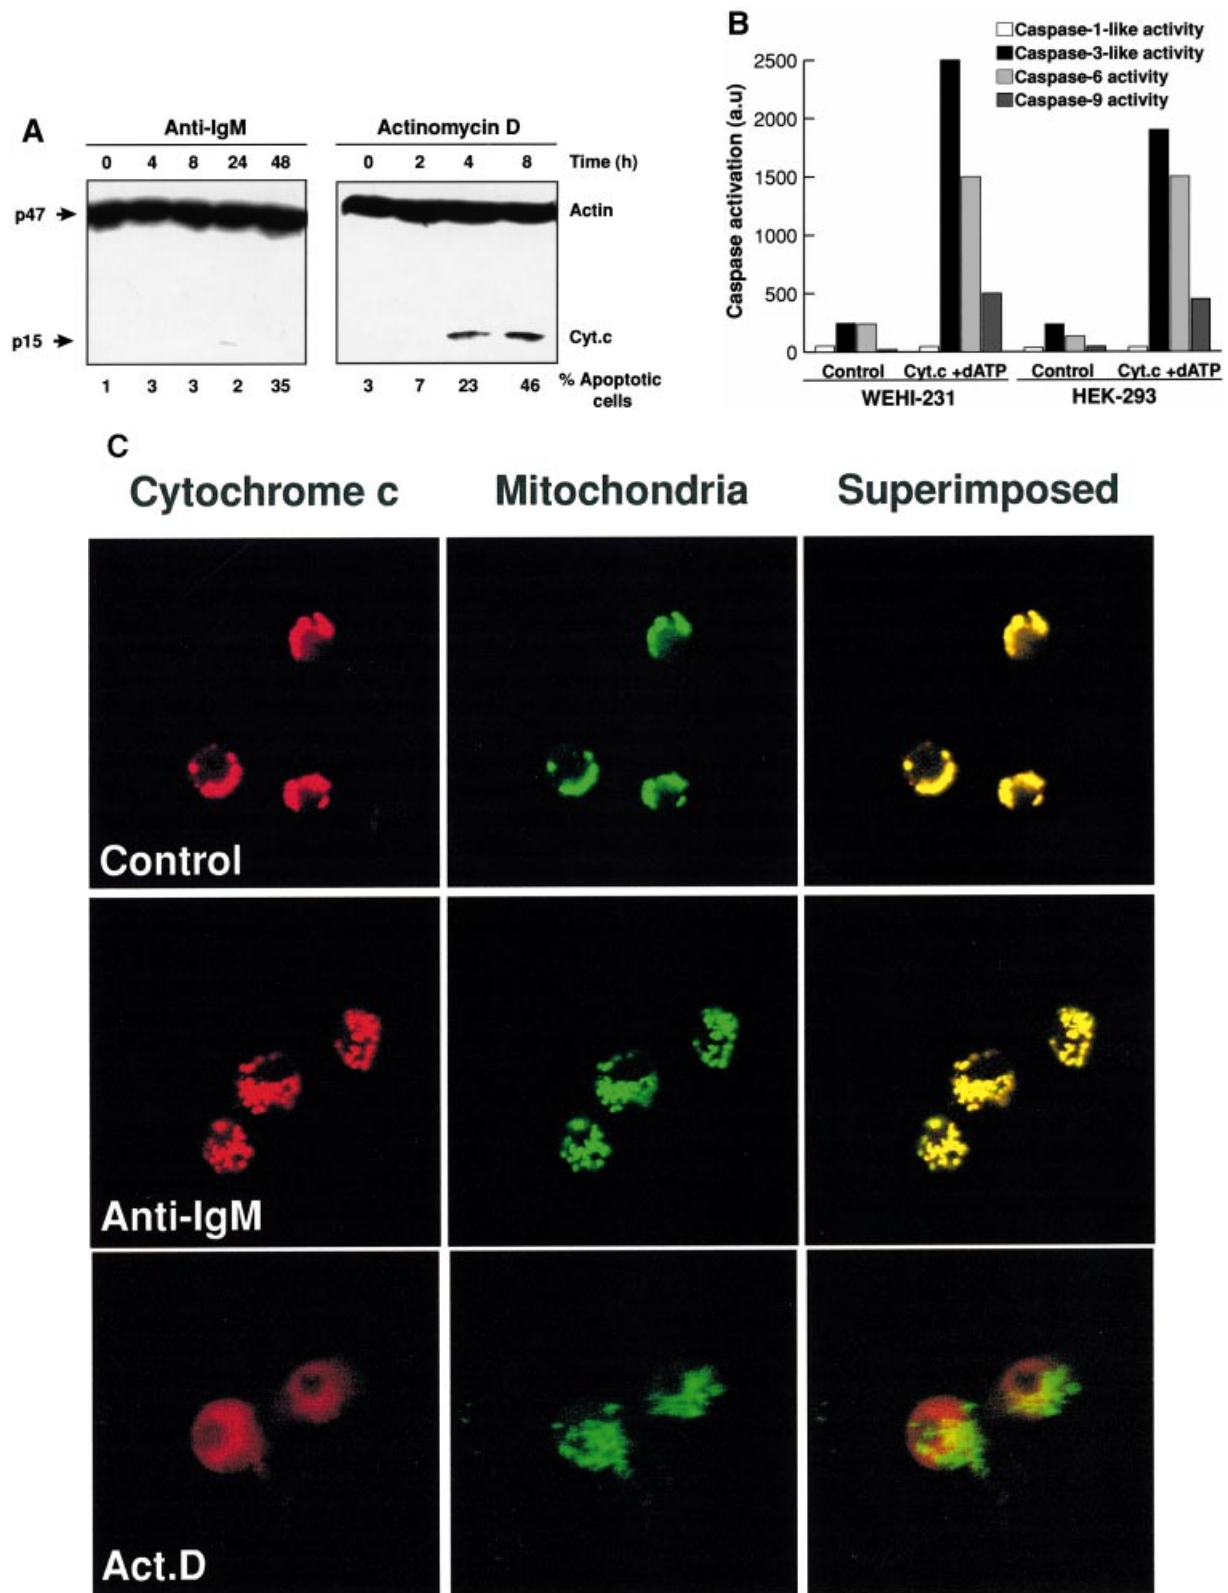 A
Anti-IgM
Actinomycin D
0 4 8 24 48
0 2 4 8
Time (h)
p47
Actin
p15
Cyt.c
1 3 3 2 35
3 7 23 46
% Apoptotic
cells
B
Caspase-1-like activity
Caspase-3-like activity
Caspase-6 activity
Caspase-9 activity
Caspase activation (a.u)
2500
2000
1500
1000
500
0
Control Cyt.c +dATP Control Cyt.c +dATP
WEHI-231 HEK-293
C
Cytochrome c Mitochondria Superimposed
Control
Anti-IgM
Act.D